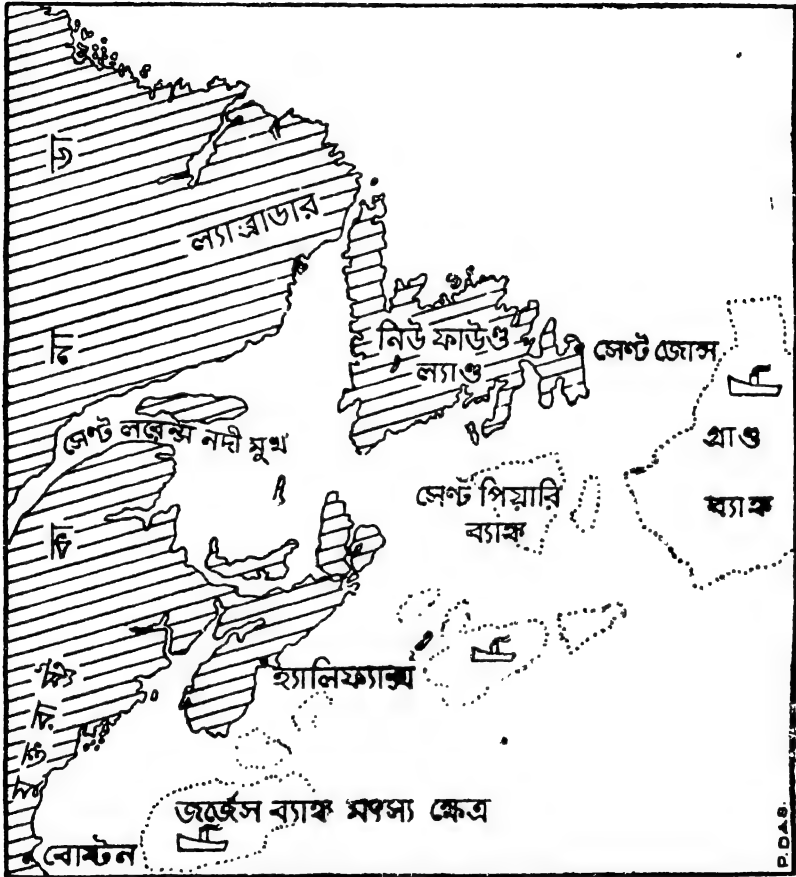 ল্যাব্রাডার
নিউ ফাউণ্ড
ল্যাণ্ড
সেণ্ট জোন্স
সেণ্ট লরেন্স নদী মুখ
গ্রাণ্ড
ব্যাঙ্ক
সেণ্ট পিয়ারি
ব্যাঙ্ক
হ্যালিফ্যাক্স
জর্জেস ব্যাঙ্ক মৎস্য ক্ষেত্র
বোষ্টন
P.DAS.